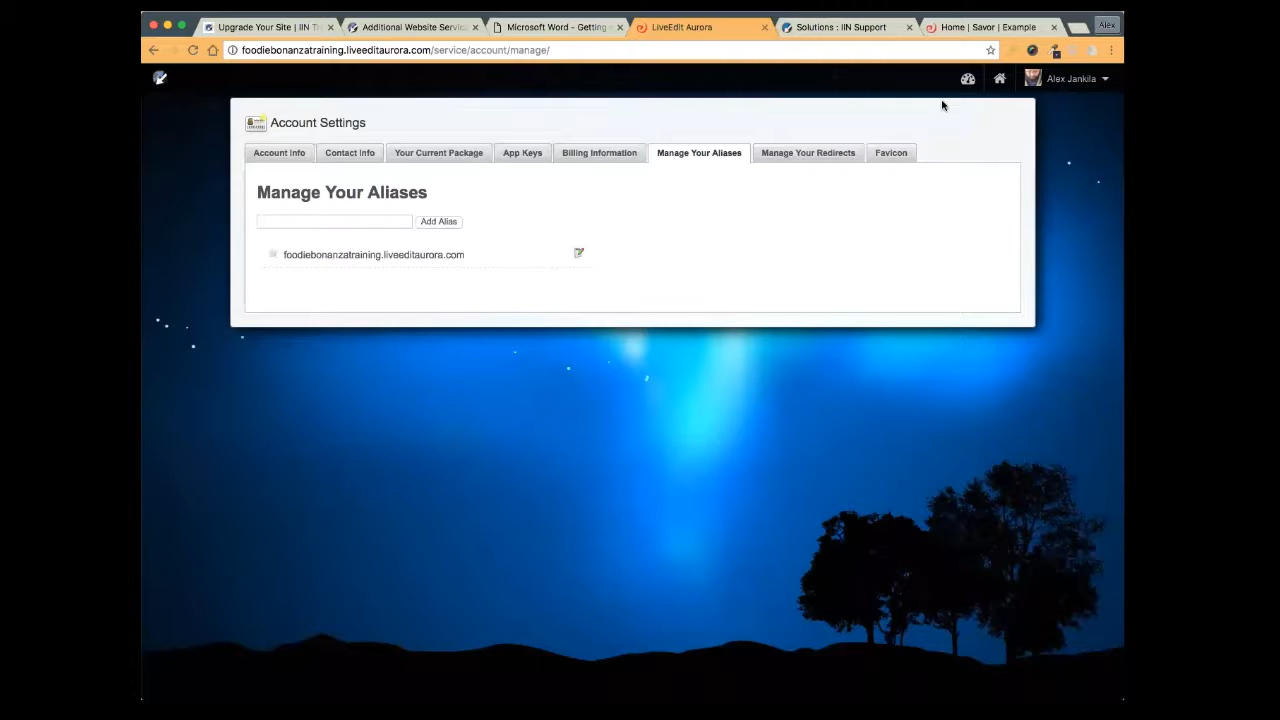 Upgrade Your Site | IIN Th
Additional Website Servic
Microsoft Word - Getting
LiveEdit Aurora
Solutions : IIN Support
Home | Savor | Example
Alex
foodiebonanzatraining.liveeditaurora.com/service/account/manage/
Alex Jankila
Account Settings
Account Info
Contact Info
Your Current Package
App Keys
Billing Information
Manage Your Aliases
Manage Your Redirects
Favicon
Manage Your Aliases
Add Alias
foodiebonanzatraining.liveeditaurora.com